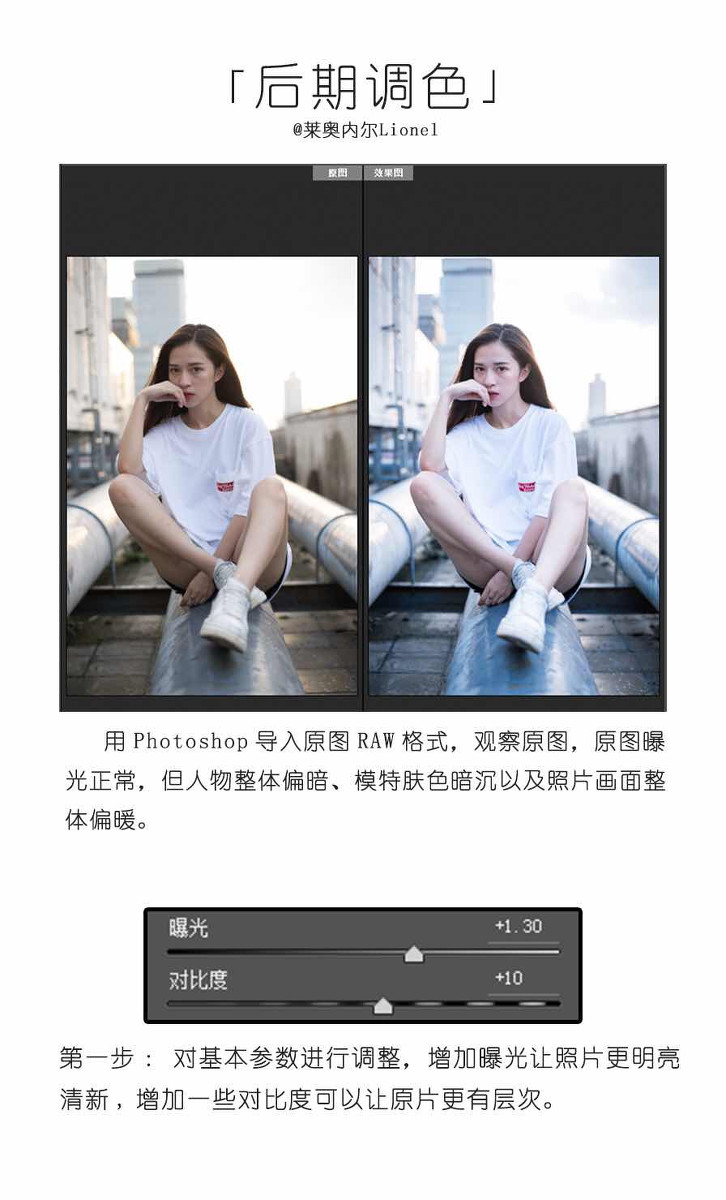 「后期调色」
@莱奥内尔Lionel
原图 效果图
用 Photoshop 导入原图 RAW 格式，观察原图，原图曝
光正常，但人物整体偏暗、模特肤色暗沉以及照片画面整
体偏暖。
曝光 +1.30
对比度 +10
第一步： 对基本参数进行调整，增加曝光让照片更明亮
清新，增加一些对比度可以让原片更有层次。